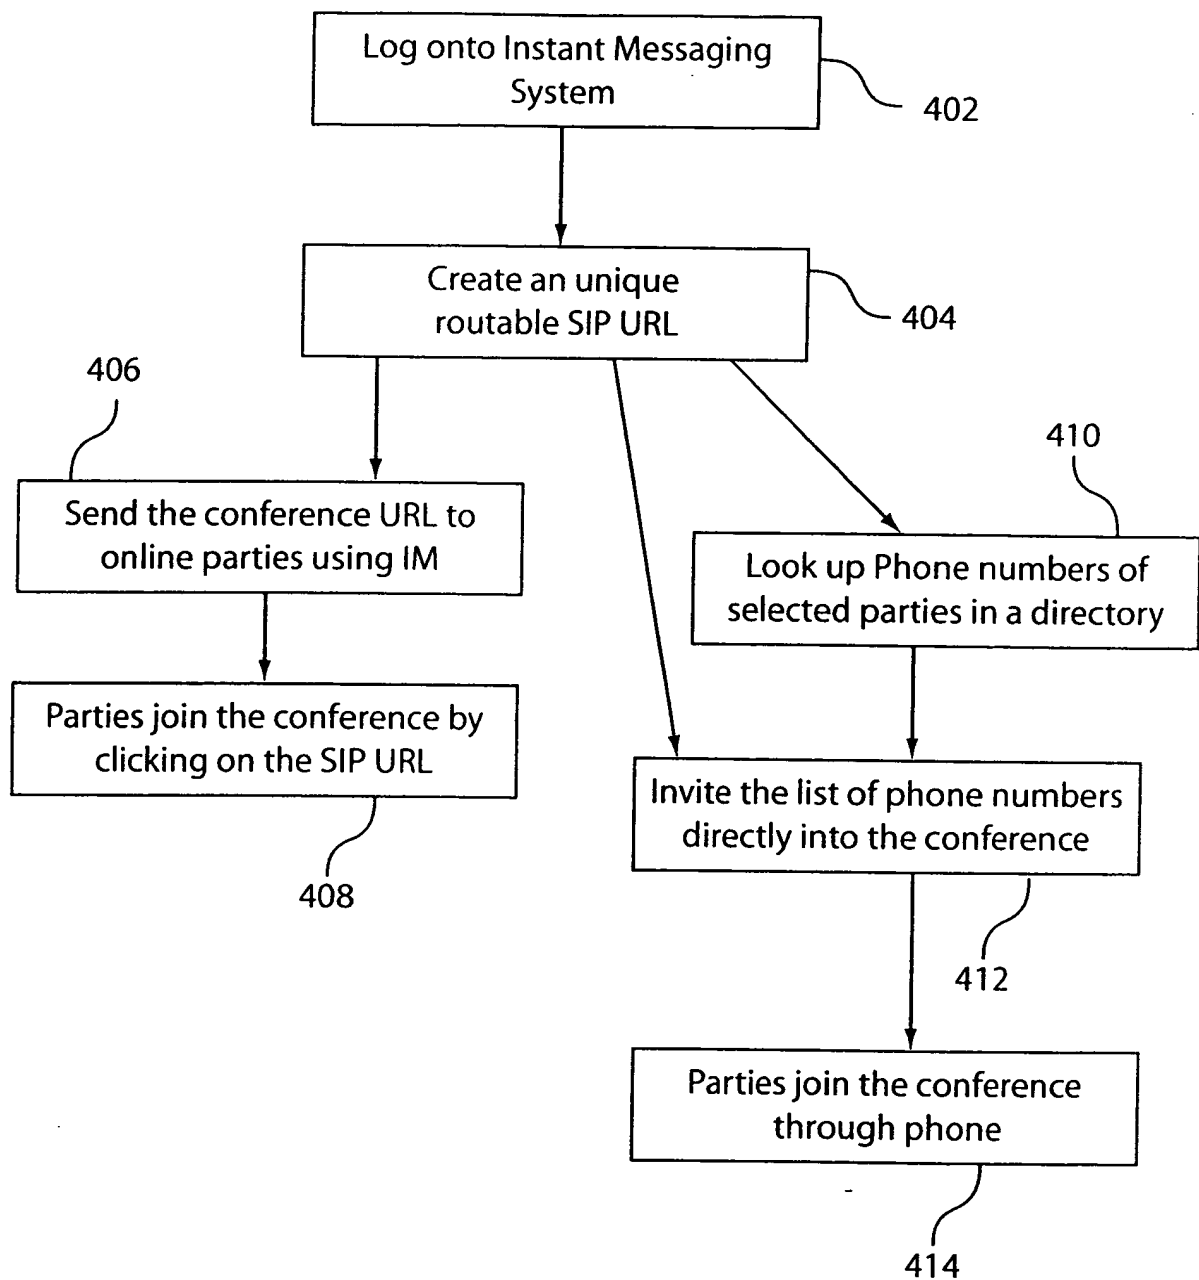 Log onto Instant Messaging
System
402
Create an unique
routable SIP URL
404
406
Send the conference URL to
online parties using IM
410
Look up Phone numbers of
selected parties in a directory
Parties join the conference by
clicking on the SIP URL
408
Invite the list of phone numbers
directly into the conference
412
Parties join the conference
through phone
414